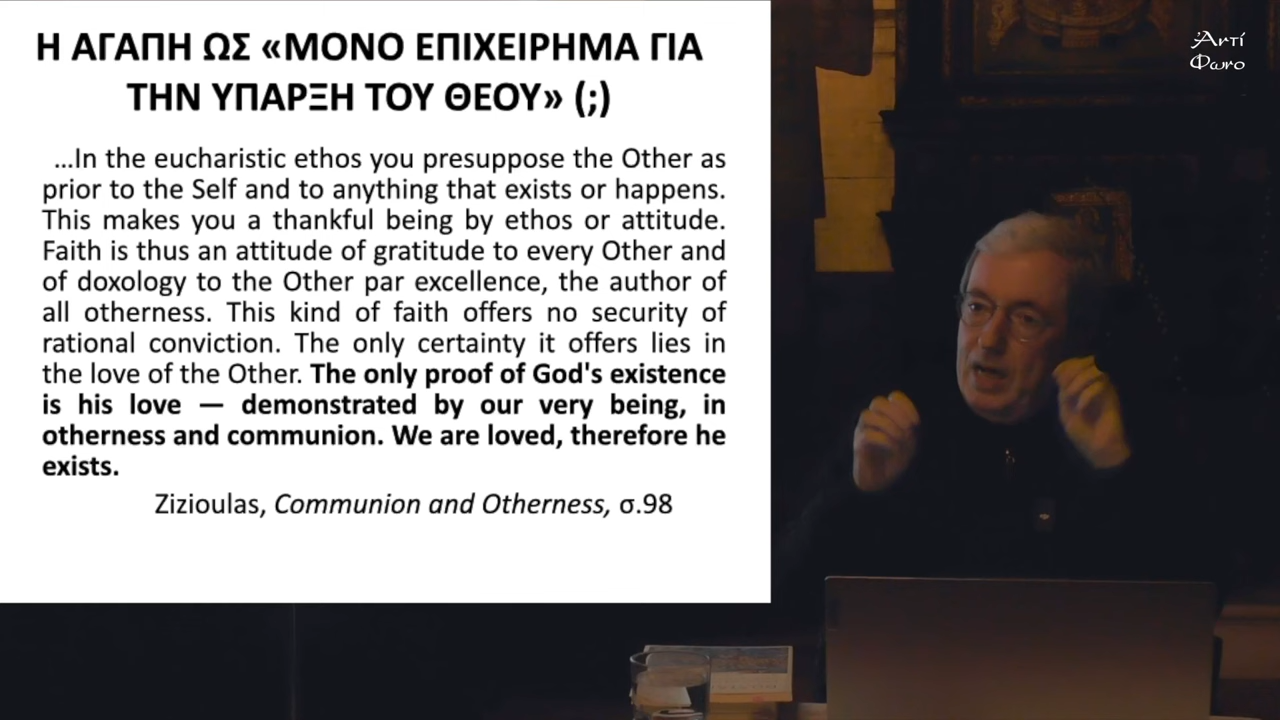 Η ΑΓΑΠΗ ΩΣ «ΜΟΝΟ ΕΠΙΧΕΙΡΗΜΑ ΓΙΑ
ΤΗΝ ΥΠΑΡΞΗ ΤΟΥ ΘΕΟΥ» (;)
…In the eucharistic ethos you presuppose the Other as
prior to the Self and to anything that exists or happens.
This makes you a thankful being by ethos or attitude.
Faith is thus an attitude of gratitude to every Other and
of doxology to the Other par excellence, the author of
all otherness. This kind of faith offers no security of
rational conviction. The only certainty it offers lies in
the love of the Other. The only proof of God's existence
is his love — demonstrated by our very being, in
otherness and communion. We are loved, therefore he
exists.
Zizioulas, Communion and Otherness, σ.98
Ἀντί
Φωνο